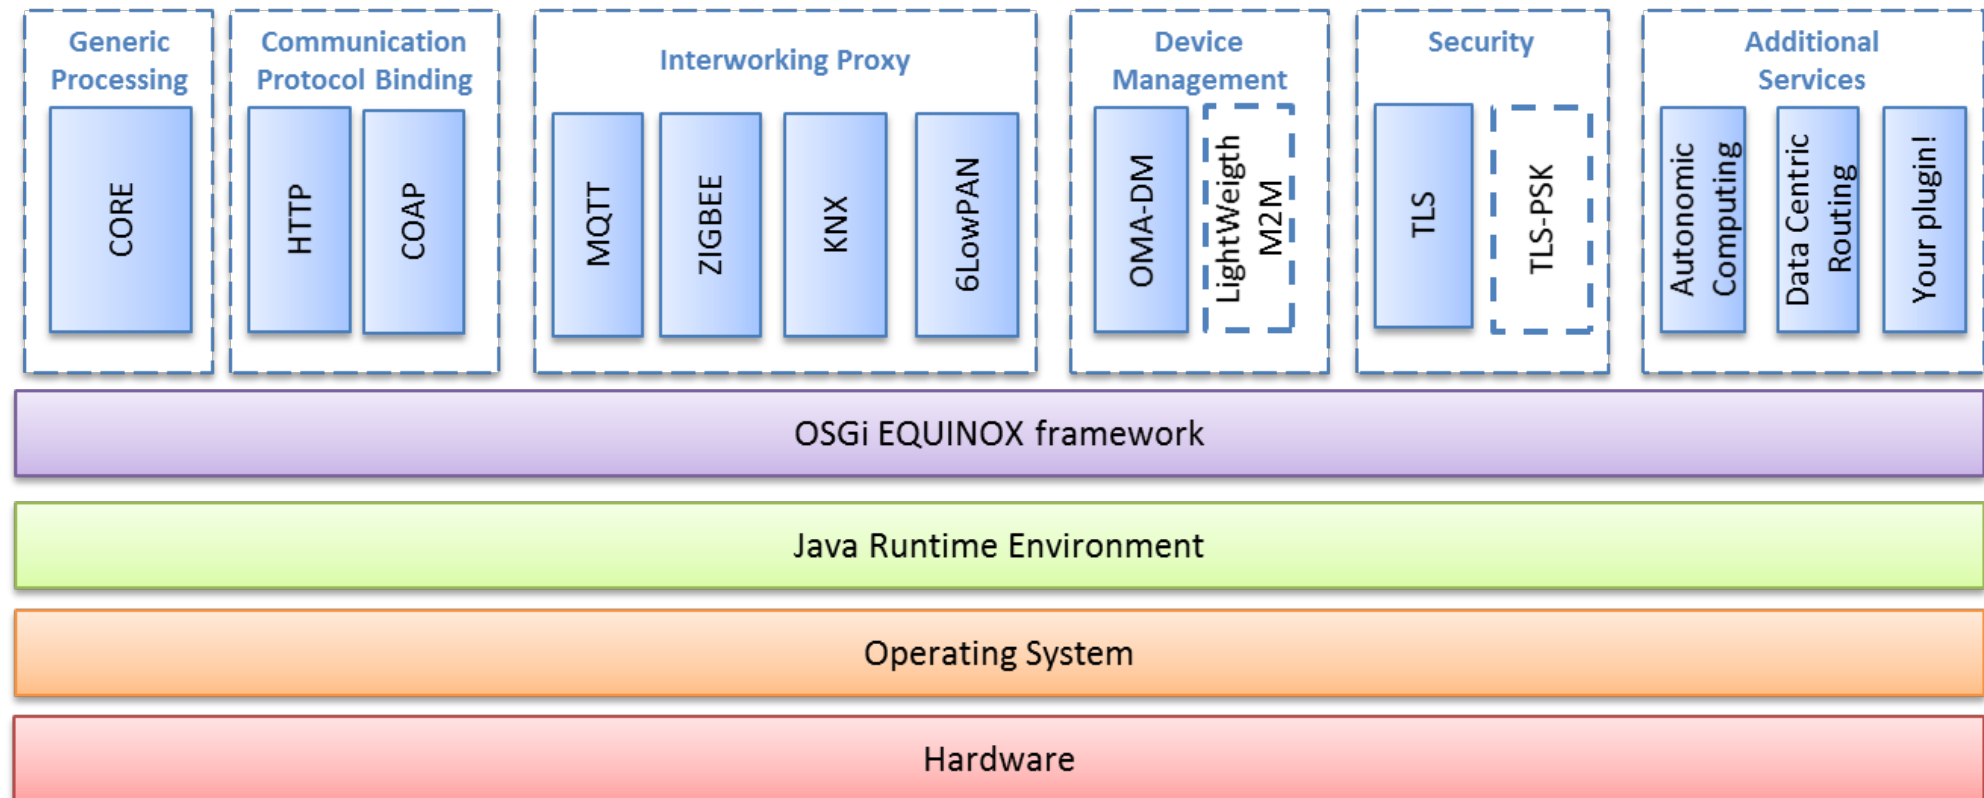 Generic
Processing
CORE
Communication
Protocol Binding
HTTP
COAP
Interworking Proxy
MQTT
ZIGBEE
KNX
6LowPAN
Device
Management
OMA-DM
LightWeigth
M2M
Security
TLS
TLS-PSK
Additional
Services
Autonomic
Computing
Data Centric
Routing
Your plugin!
OSGi EQUINOX framework
Java Runtime Environment
Operating System
Hardware